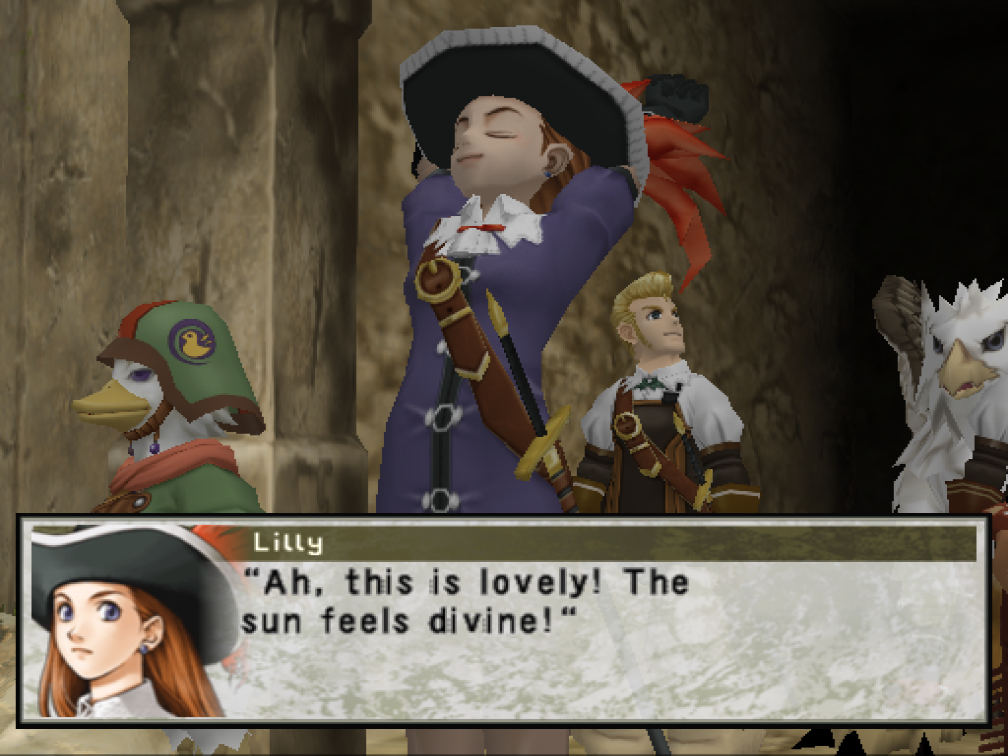 Lilly
“Ah, this is lovely! The
sun feels divine!“